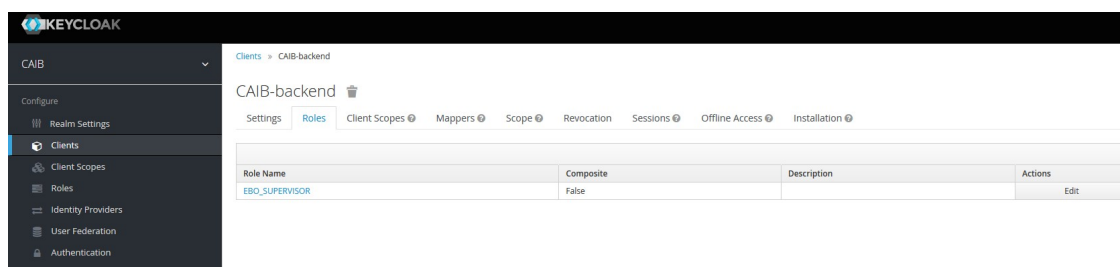 KEYCLOAK
CAIB
Configure
Realm Settings
Clients
Client Scopes
Roles
Identity Providers
User Federation
Authentication
Clients » CAIB-backend
CAIB-backend
Settings Roles Client Scopes Mappers Scope Revocation Sessions Offline Access Installation
Role Name Composite Description Actions
EBO_SUPERVISOR False Edit